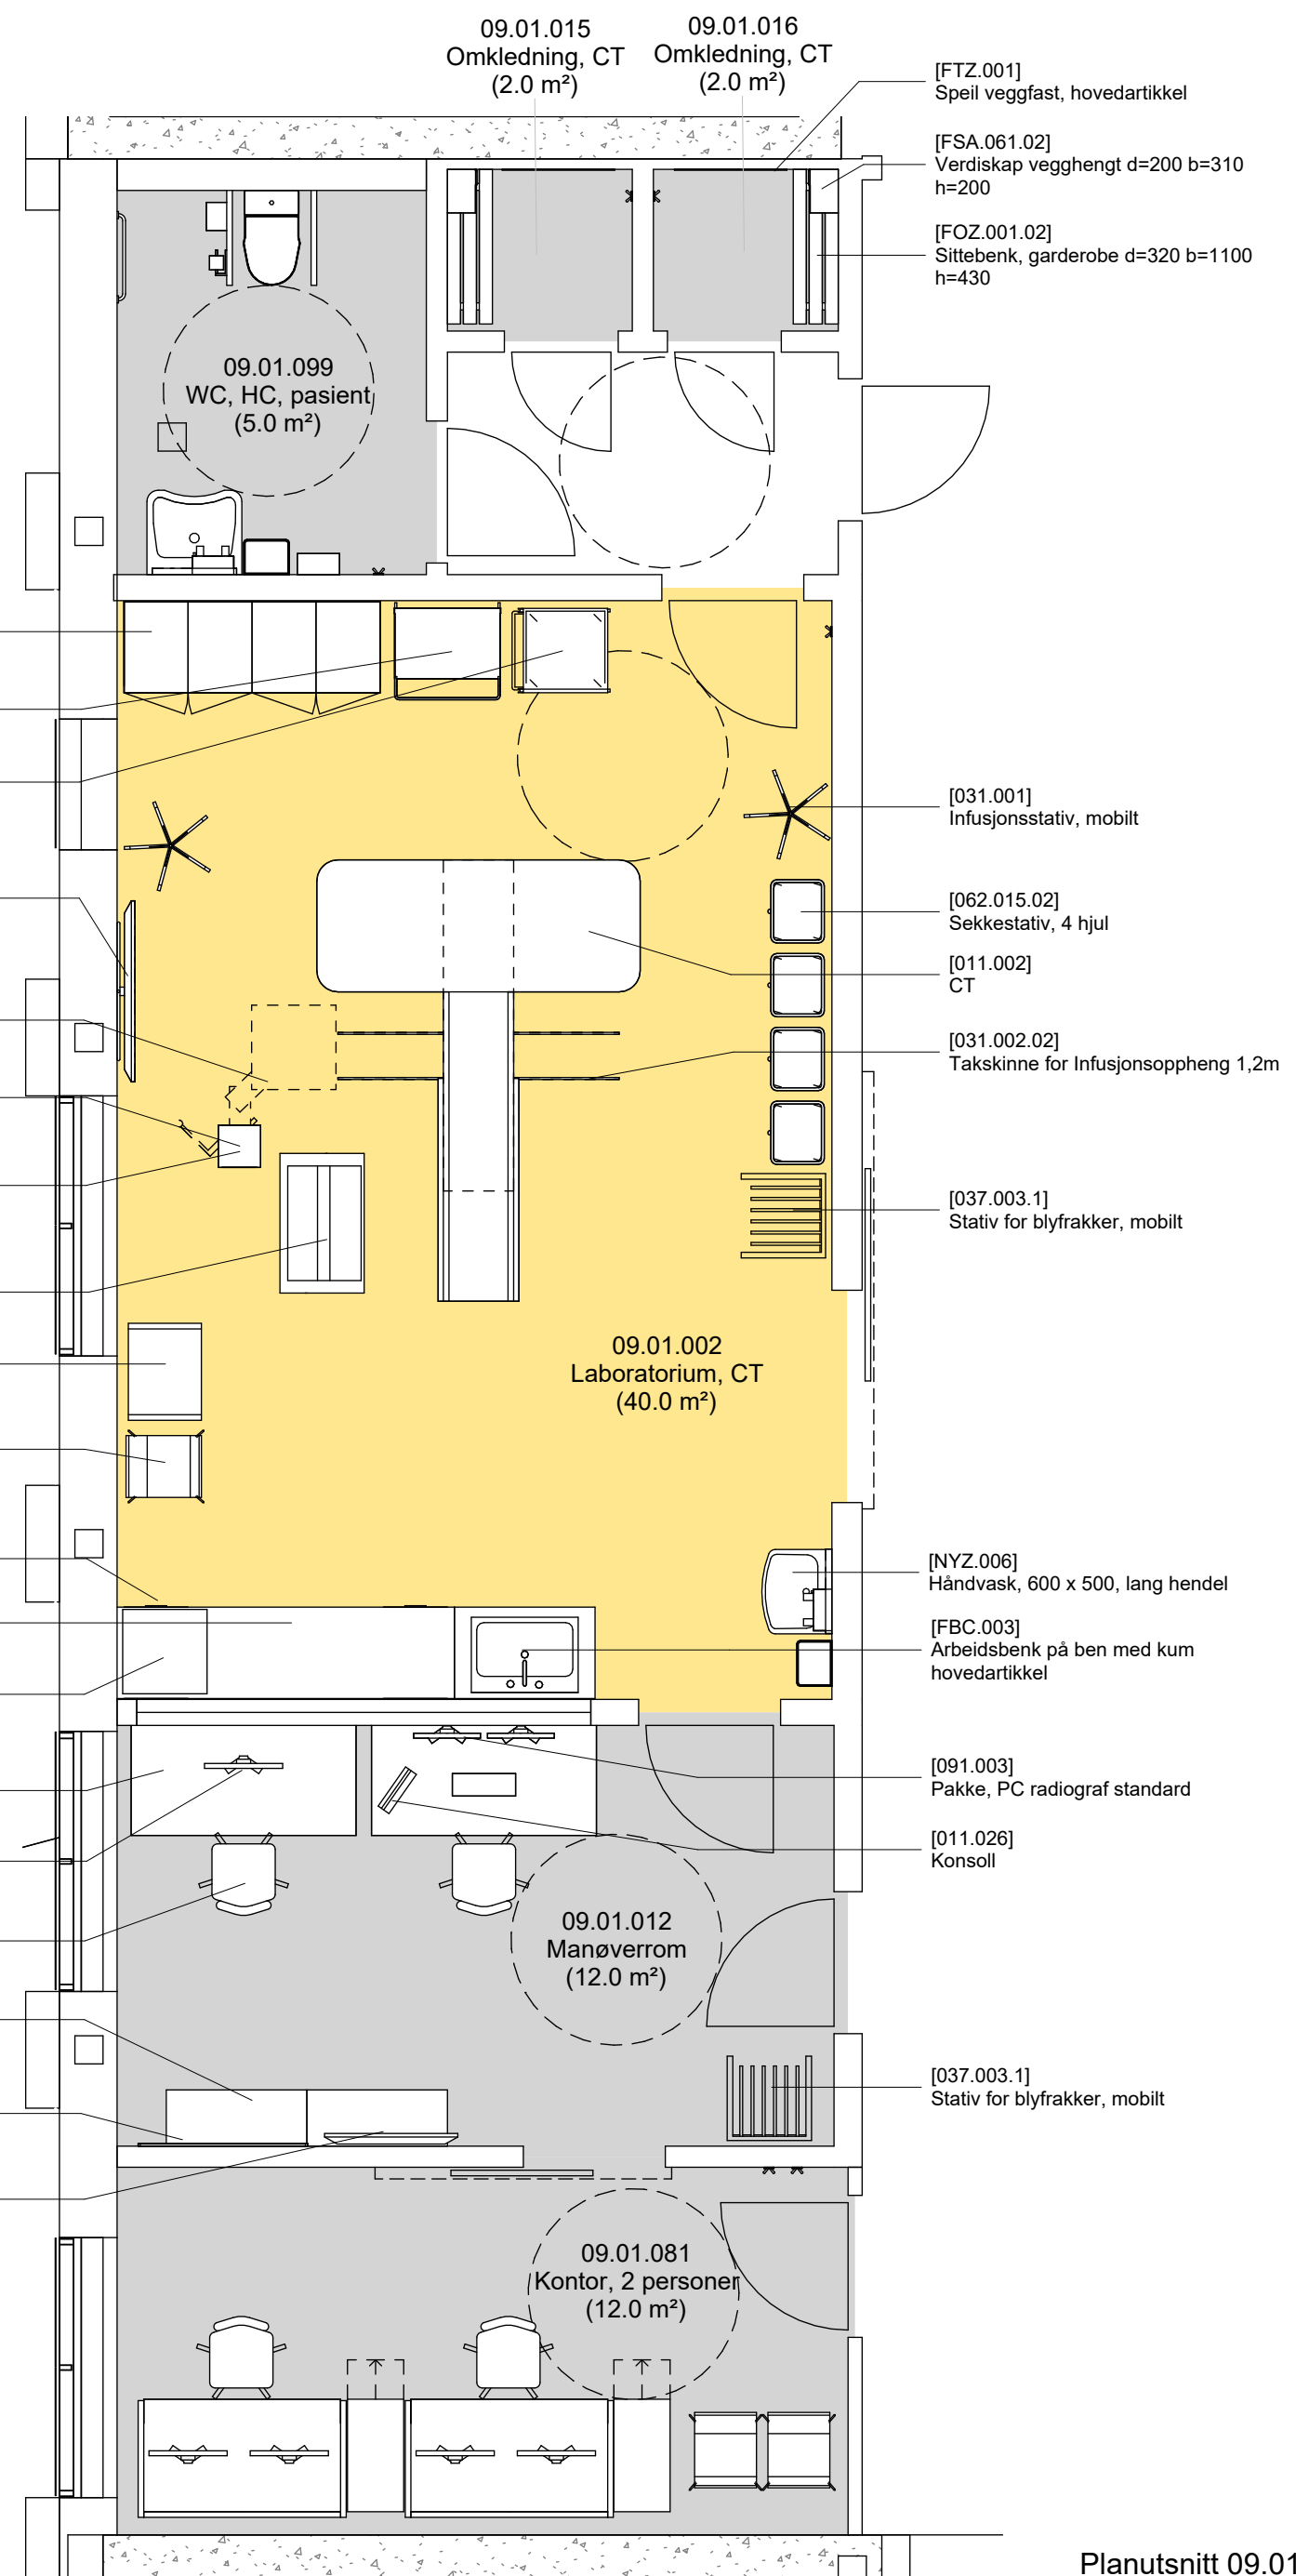 09.01.015
Omkledning, CT
(2.0 m²)
09.01.016
Omkledning, CT
(2.0 m²)
[FTZ.001]
Speil veggfast, hovedartikkel
[FSA.061.02]
Verdiskap vegghengt d=200 b=310
h=200
[FOZ.001.02]
Sittebenk, garderobe d=320 b=1100
h=430
09.01.099
WC, HC, pasient
(5.0 m²)
[031.001]
Infusjonsstativ, mobilt
[062.015.02]
Sekkestativ, 4 hjul
[011.002]
CT
[031.002.02]
Takskinne for Infusjonsoppheng 1,2m
[037.003.1]
Stativ for blyfrakker, mobilt
09.01.002
Laboratorium, CT
(40.0 m²)
[NYZ.006]
Håndvask, 600 x 500, lang hendel
[FBC.003]
Arbeidsbenk på ben med kum
hovedartikkel
[091.003]
Pakke, PC radiograf standard
[011.026]
Konsoll
09.01.012
Manøverrom
(12.0 m²)
[037.003.1]
Stativ for blyfrakker, mobilt
09.01.081
Kontor, 2 personer
(12.0 m²)
Planutsnitt 09.01